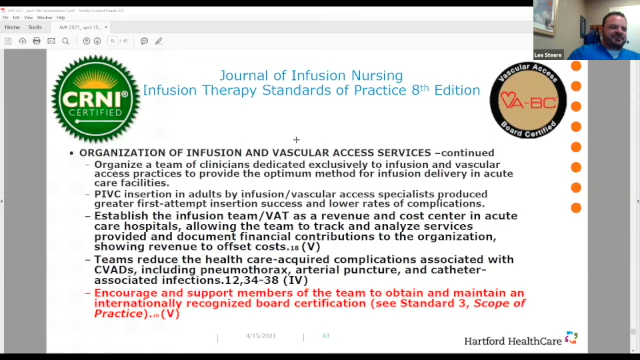 AVA 2021_
Home Tools
Lee Steere
CRNI
CERTIFIED
Journal of Infusion Nursing
Infusion Therapy Standards of Practice 8th Edition
Vascular Access
VA-BC
Board Certified
• ORGANIZATION OF INFUSION AND VASCULAR ACCESS SERVICES –continued
– Organize a team of clinicians dedicated exclusively to infusion and vascular
access practices to provide the optimum method for infusion delivery in acute
care facilities.
– PIVC insertion in adults by infusion/vascular access specialists produced
greater first-attempt insertion success and lower rates of complications.
– Establish the infusion team/VAT as a revenue and cost center in acute
care hospitals, allowing the team to track and analyze services
provided and document financial contributions to the organization,
showing revenue to offset costs.18 (V)
– Teams reduce the health care-acquired complications associated with
CVADs, including pneumothorax, arterial puncture, and catheter-
associated infections.12,34-38 (IV)
– Encourage and support members of the team to obtain and maintain an
internationally recognized board certification (see Standard 3, Scope of
Practice).18 (V)
4/15/2021
Hartford HealthCare